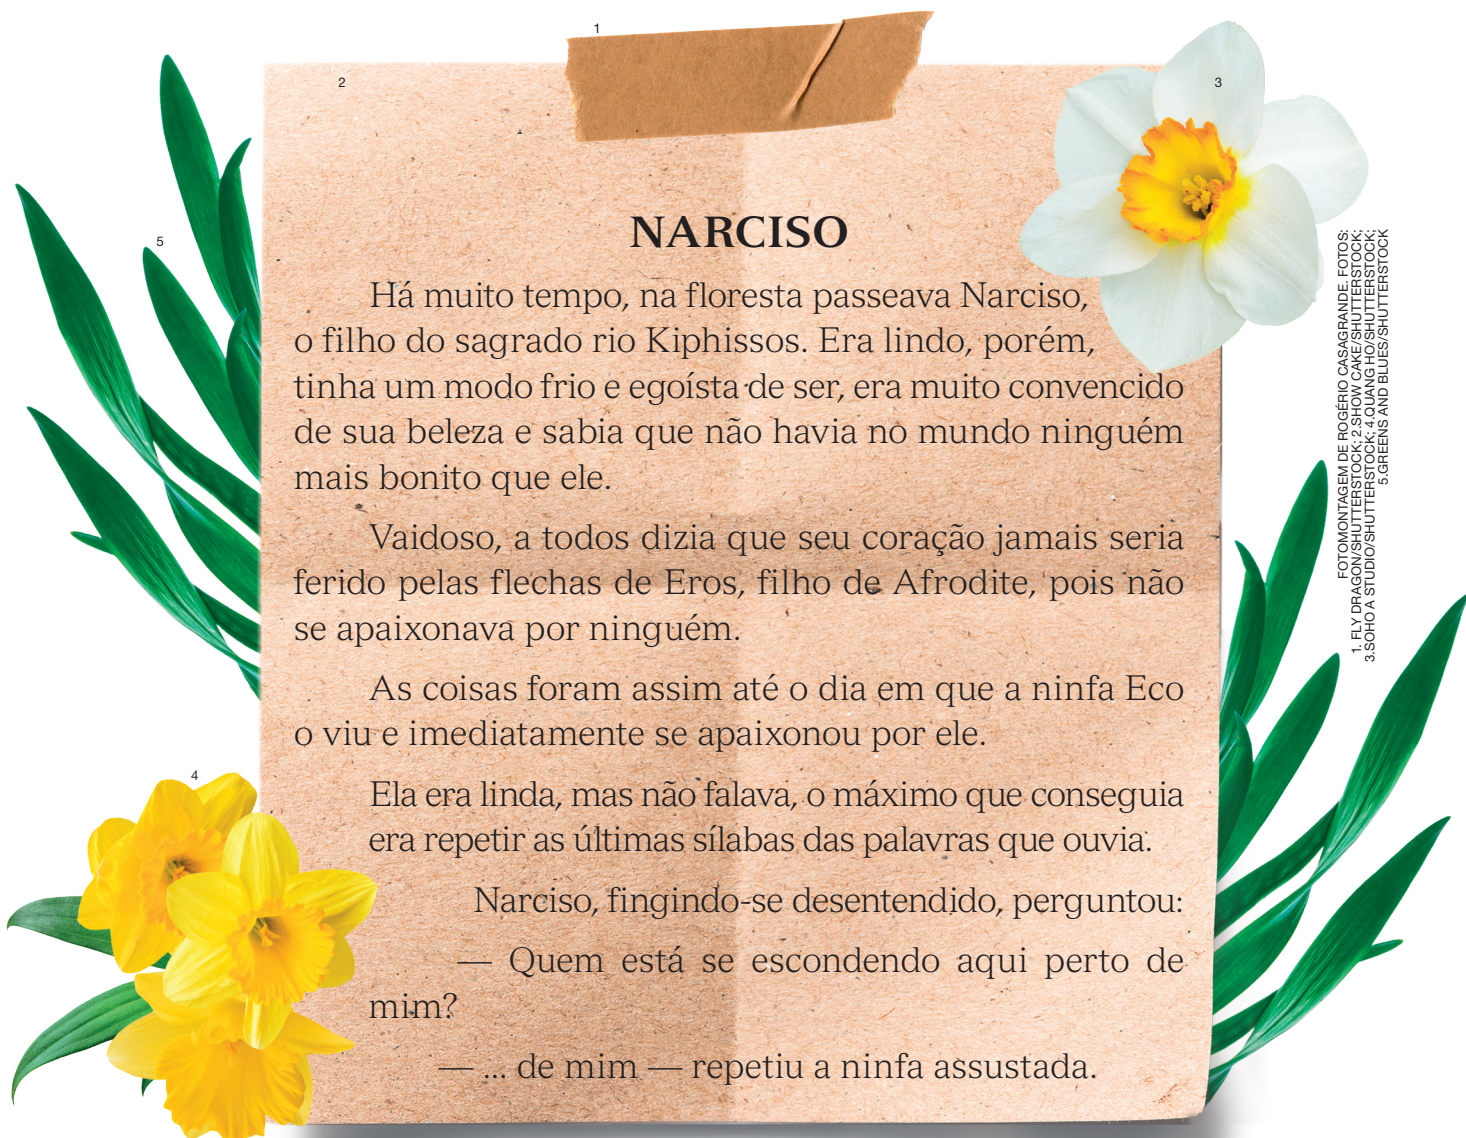 1
2
3
5
NARCISO
Há muito tempo, na floresta passeava Narciso,
o filho do sagrado rio Kiphissos. Era lindo, porém,
tinha um modo frio e egoísta de ser, era muito convencido
de sua beleza e sabia que não havia no mundo ninguém
mais bonito que ele.
Vaidoso, a todos dizia que seu coração jamais seria
ferido pelas flechas de Eros, filho de Afrodite, pois não
se apaixonava por ninguém.
As coisas foram assim até o dia em que a ninfa Eco
o viu e imediatamente se apaixonou por ele.
4
Ela era linda, mas não falava, o máximo que conseguia
era repetir as últimas sílabas das palavras que ouvia.
Narciso, fingindo-se desentendido, perguntou:
— Quem está se escondendo aqui perto de
mim?
— ... de mim — repetiu a ninfa assustada.
FOTOMONTAGEM DE ROGÉRIO CASAGRANDE. FOTOS:
1. FLY DRAGON/SHUTTERSTOCK; 2.SHOW CAKE/SHUTTERSTOCK;
3.SOHO A STUDIO/SHUTTERSTOCK; 4.QUANG HO/SHUTTERSTOCK;
5.GREENS AND BLUES/SHUTTERSTOCK